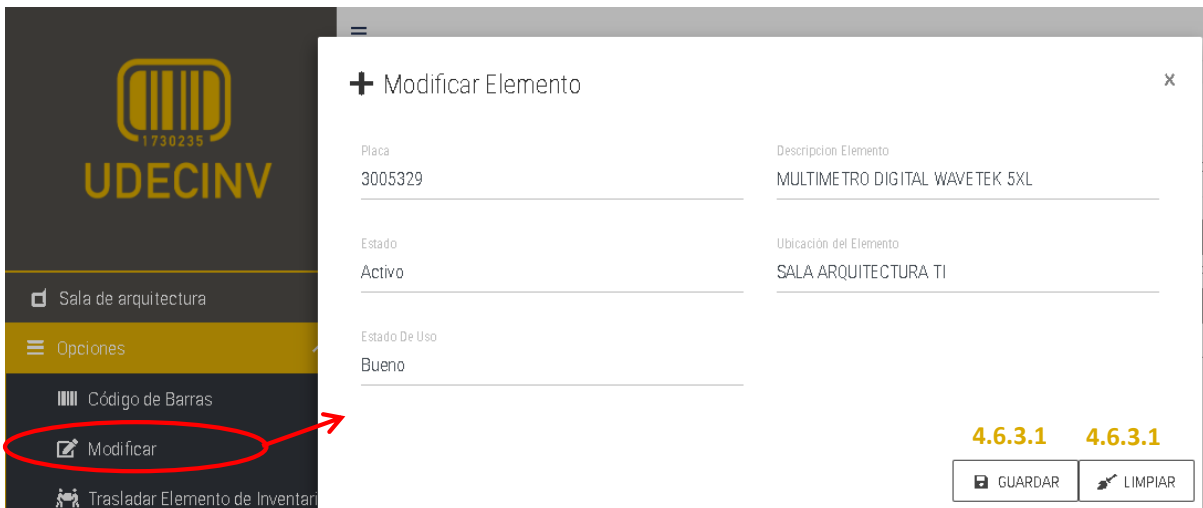 1730235
UDECINV
Sala de arquitectura
Opciones
Código de Barras
Modificar
Trasladar Elemento de Inventari
Modificar Elemento
x
Placa
3005329
Descripcion Elemento
MULTIMETRO DIGITAL WAVETEK 5XL
Estado
Activo
Ubicación del Elemento
SALA ARQUITECTURA TI
Estado De Uso
Bueno
4.6.3.1 4.6.3.1
GUARDAR LIMPIAR